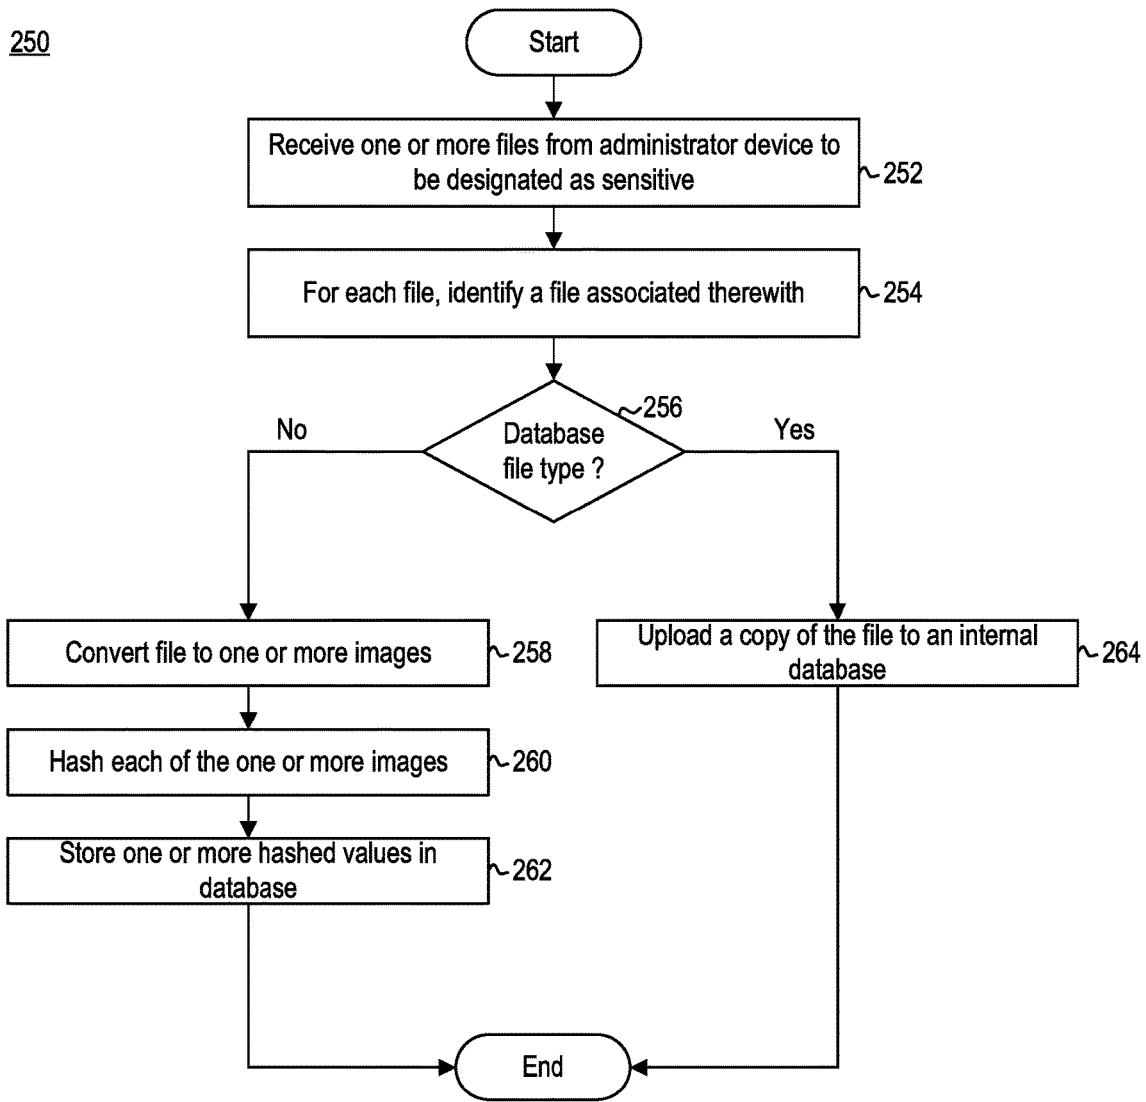 250
Start
Receive one or more files from administrator device to
be designated as sensitive
252
For each file, identify a file associated therewith
254
256
Database
file type ?
No
Yes
Convert file to one or more images
258
Upload a copy of the file to an internal
database
264
Hash each of the one or more images
260
Store one or more hashed values in
database
262
End